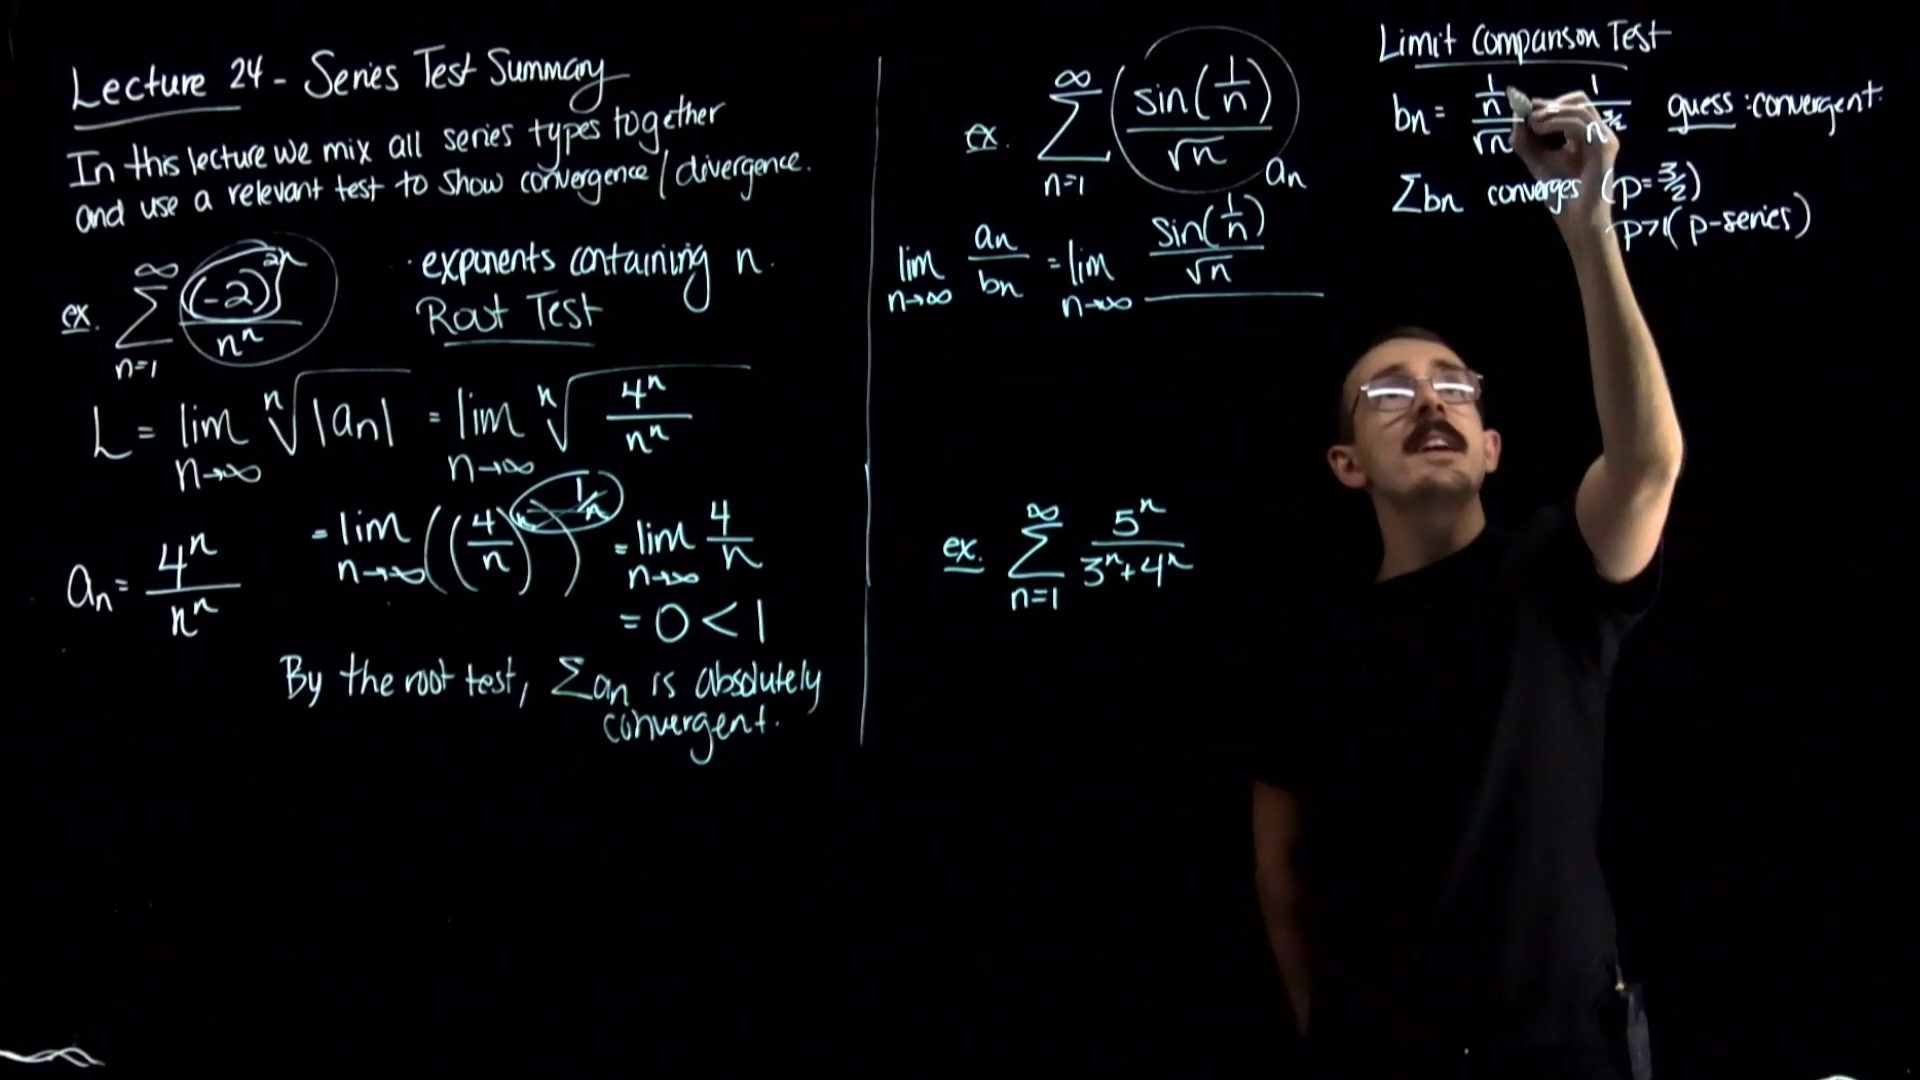 Lecture 24 - Series Test Summary
In this lecture we mix all series types together
and use a relevant test to show convergence / divergence.
ex. ∑_{n=1}^{∞} (-2)^{2n} / n^n
· exponents containing n.
Root Test
L = lim_{n→∞} ⁿ√|an| = lim_{n→∞} ⁿ√(4^n / n^n)
an = 4^n / n^n
= lim_{n→∞} ((4/n)^n)^{1/n} = lim_{n→∞} 4/n
= 0 < 1
By the root test, ∑an is absolutely
convergent.
ex. ∑_{n=1}^{∞} (sin(1/n) / √n) an
lim_{n→∞} an/bn = lim_{n→∞} sin(1/n) / √n
Limit Comparison Test
bn = (1/n) / √n = 1 / n^{3/2} guess: convergent.
∑bn converges (p = 3/2)
p>1 (p-series)
ex. ∑_{n=1}^{∞} 5^n / (3^n + 4^n)